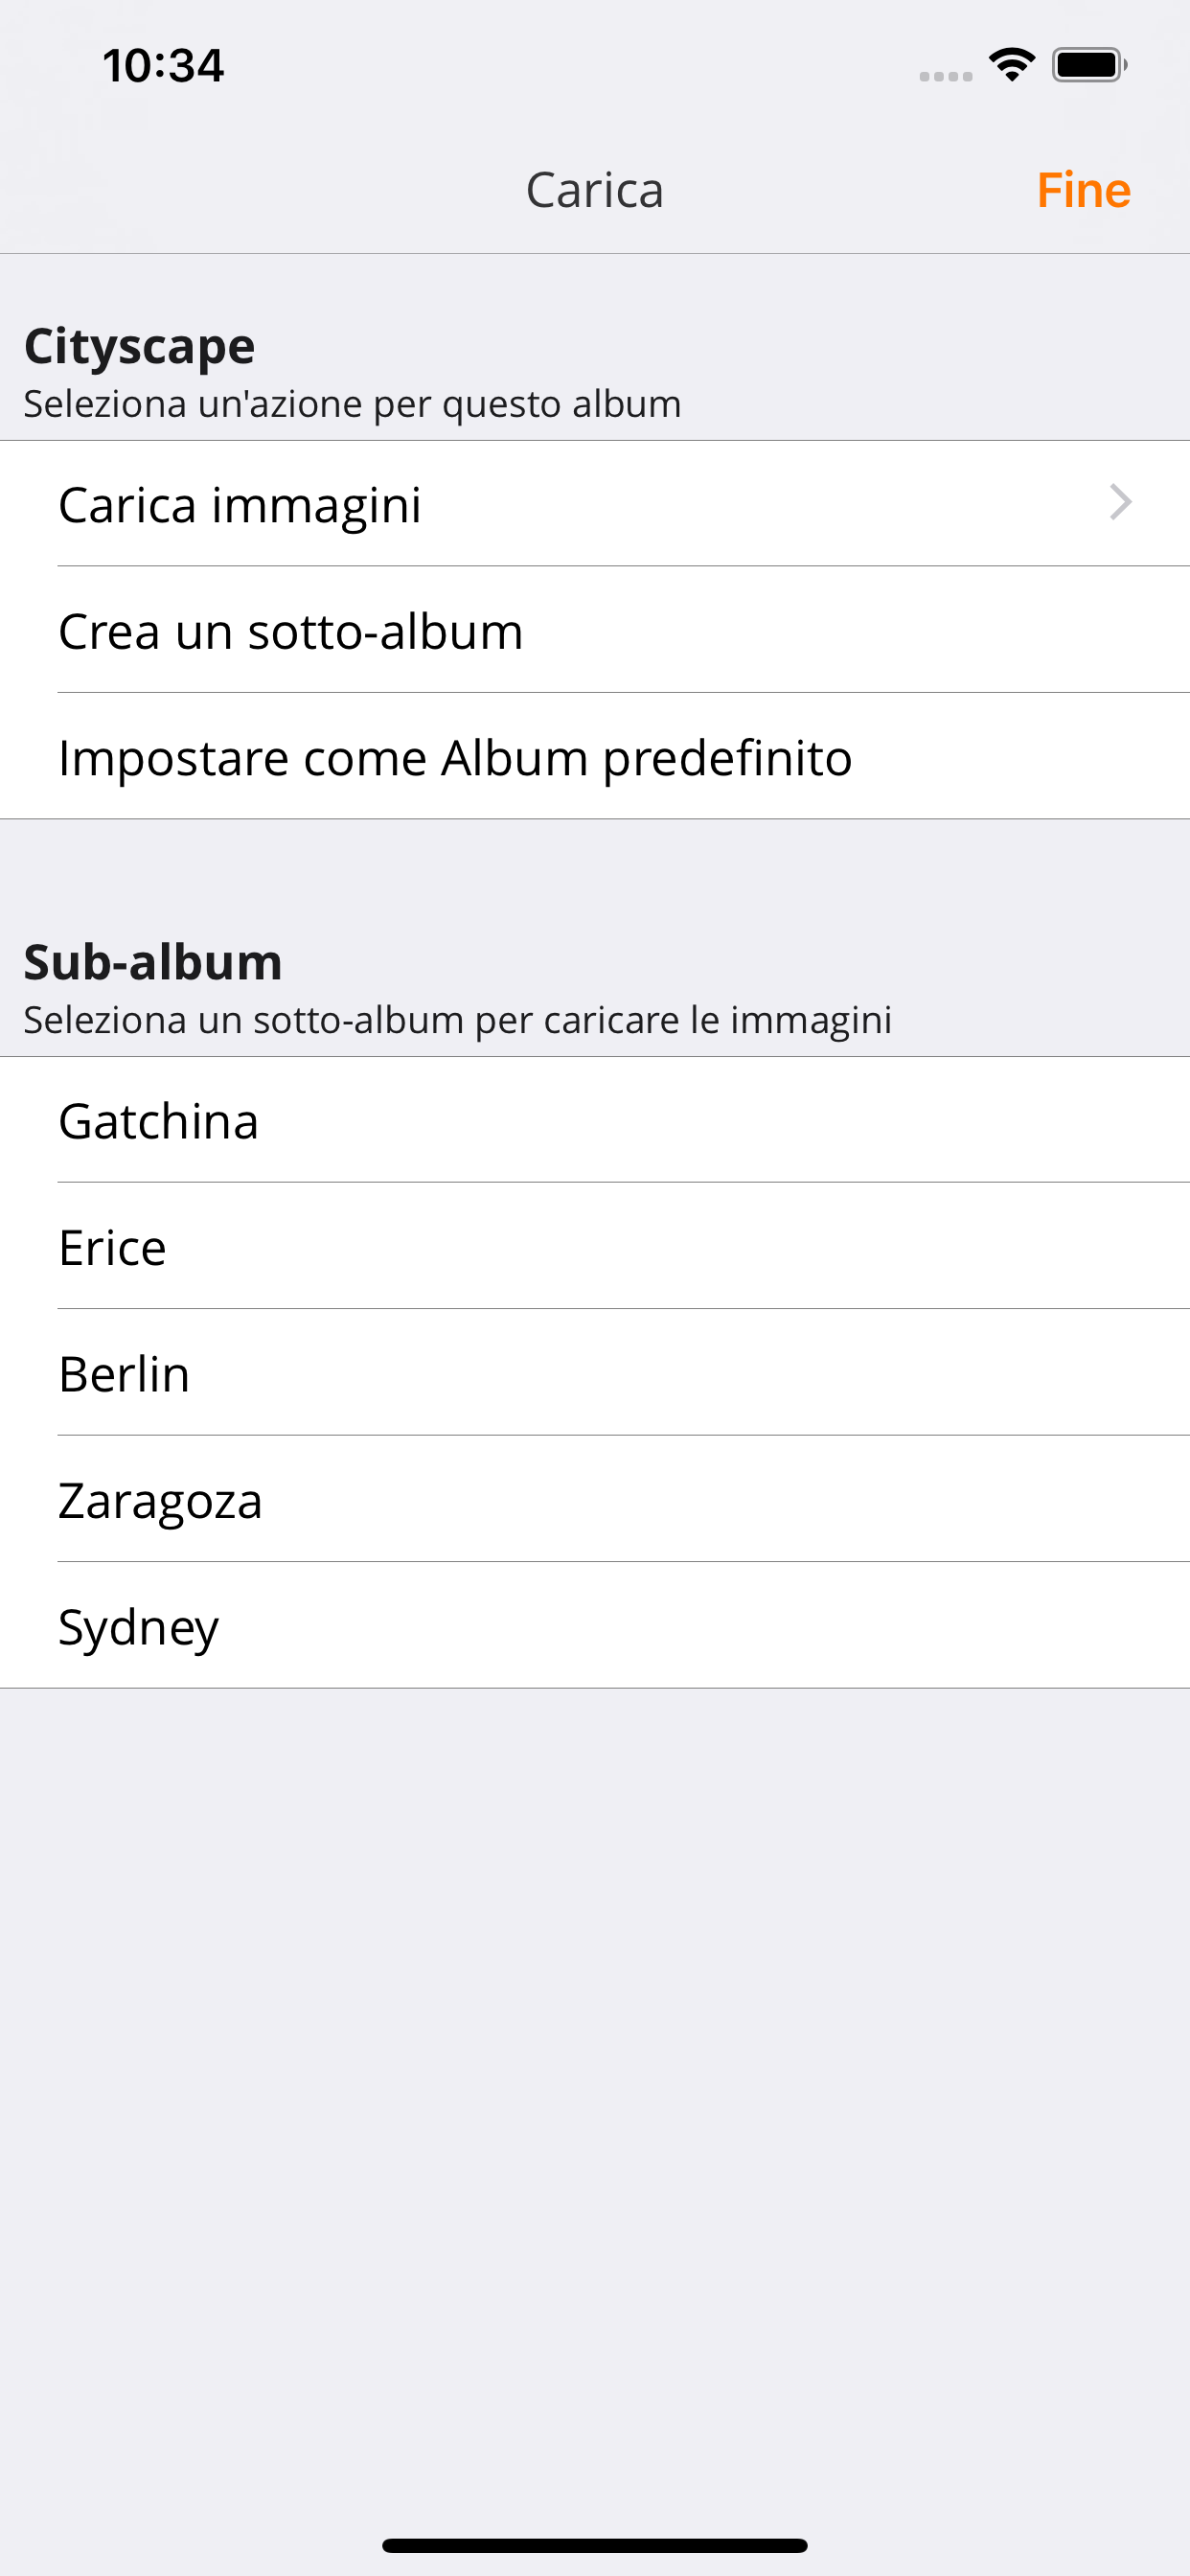 10:34
Carica
Fine
Cityscape
Seleziona un'azione per questo album
Carica immagini
Crea un sotto-album
Impostare come Album predefinito
Sub-album
Seleziona un sotto-album per caricare le immagini
Gatchina
Erice
Berlin
Zaragoza
Sydney